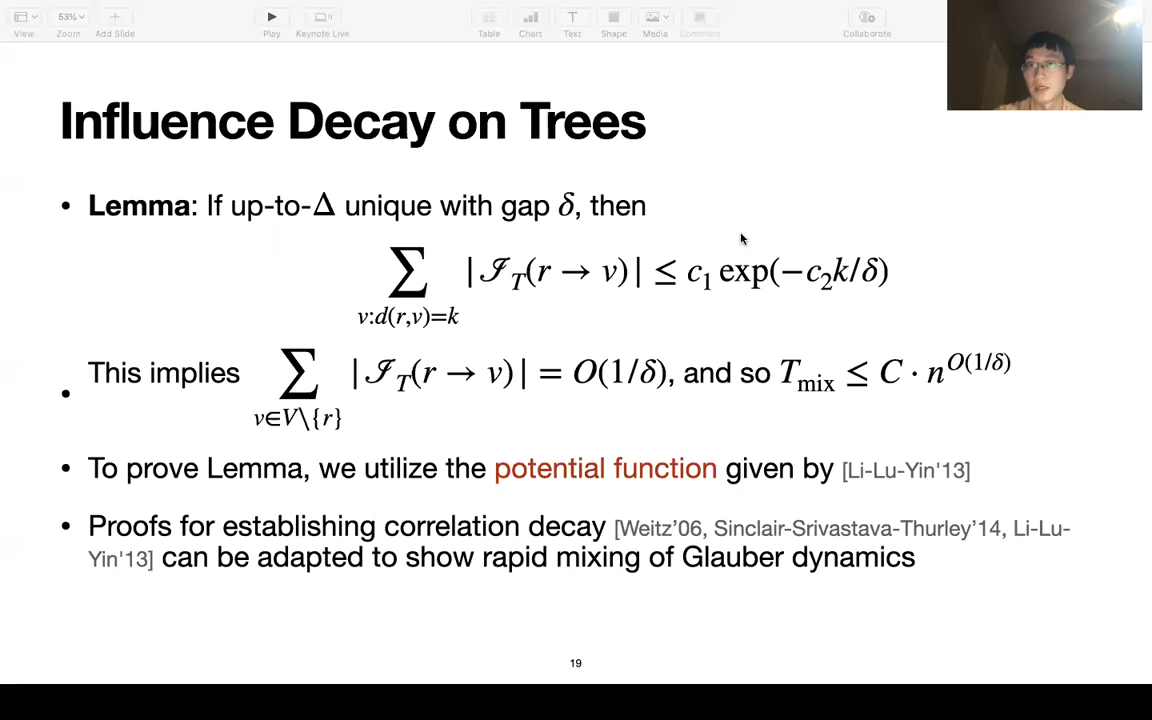 View
53%
Zoom
Add Slide
Play
Keynote Live
Table
Chart
T
Text
Shape
Media
Comment
Collaborate
Influence Decay on Trees
• Lemma: If up-to-Δ unique with gap δ, then
∑_{v:d(r,v)=k} |ℐ_T(r → v)| ≤ c₁ exp(−c₂k/δ)
• This implies ∑_{v∈V\{r}} |ℐ_T(r → v)| = O(1/δ), and so T_mix ≤ C · n^{O(1/δ)}
• To prove Lemma, we utilize the potential function given by [Li-Lu-Yin'13]
• Proofs for establishing correlation decay [Weitz’06, Sinclair-Srivastava-Thurley’14, Li-Lu-
Yin'13] can be adapted to show rapid mixing of Glauber dynamics
19